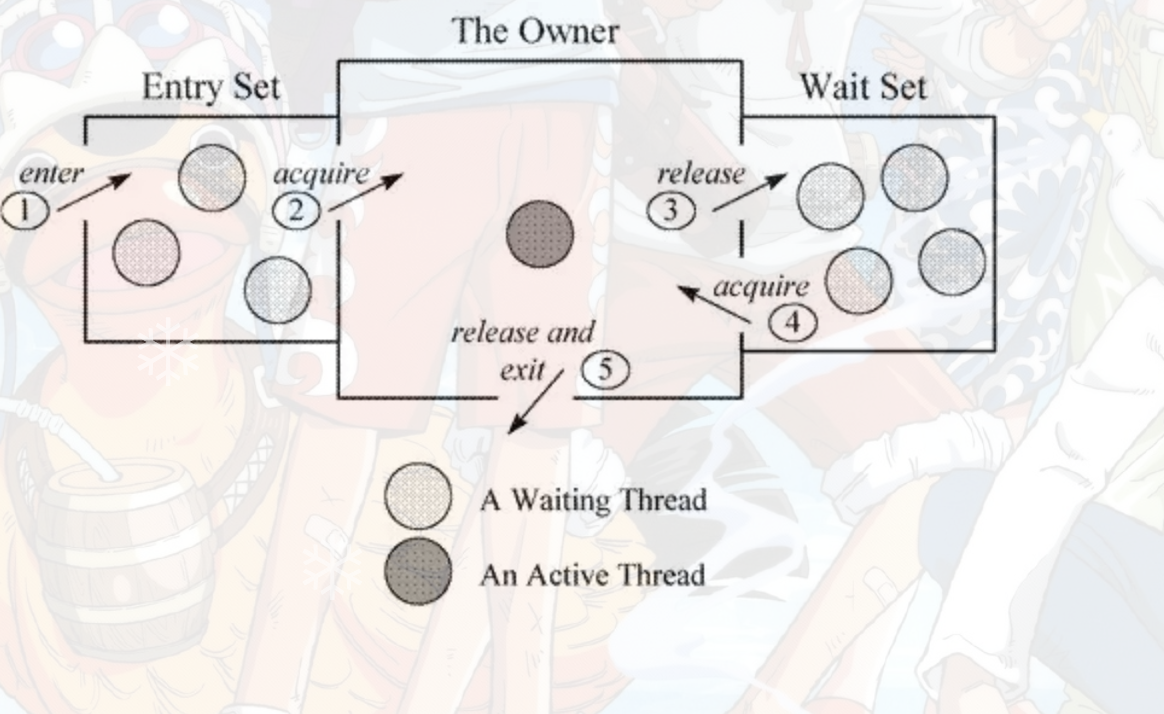 The Owner
Entry Set
Wait Set
enter
1
acquire
2
release
3
acquire
4
release and
exit
5
A Waiting Thread
An Active Thread